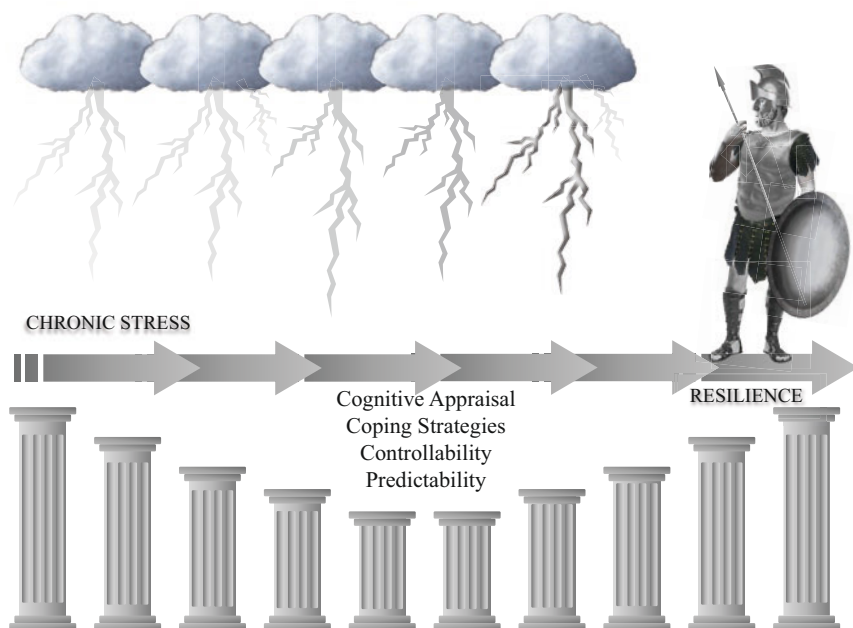 CHRONIC STRESS
Cognitive Appraisal
Coping Strategies
Controllability
Predictability
RESILIENCE